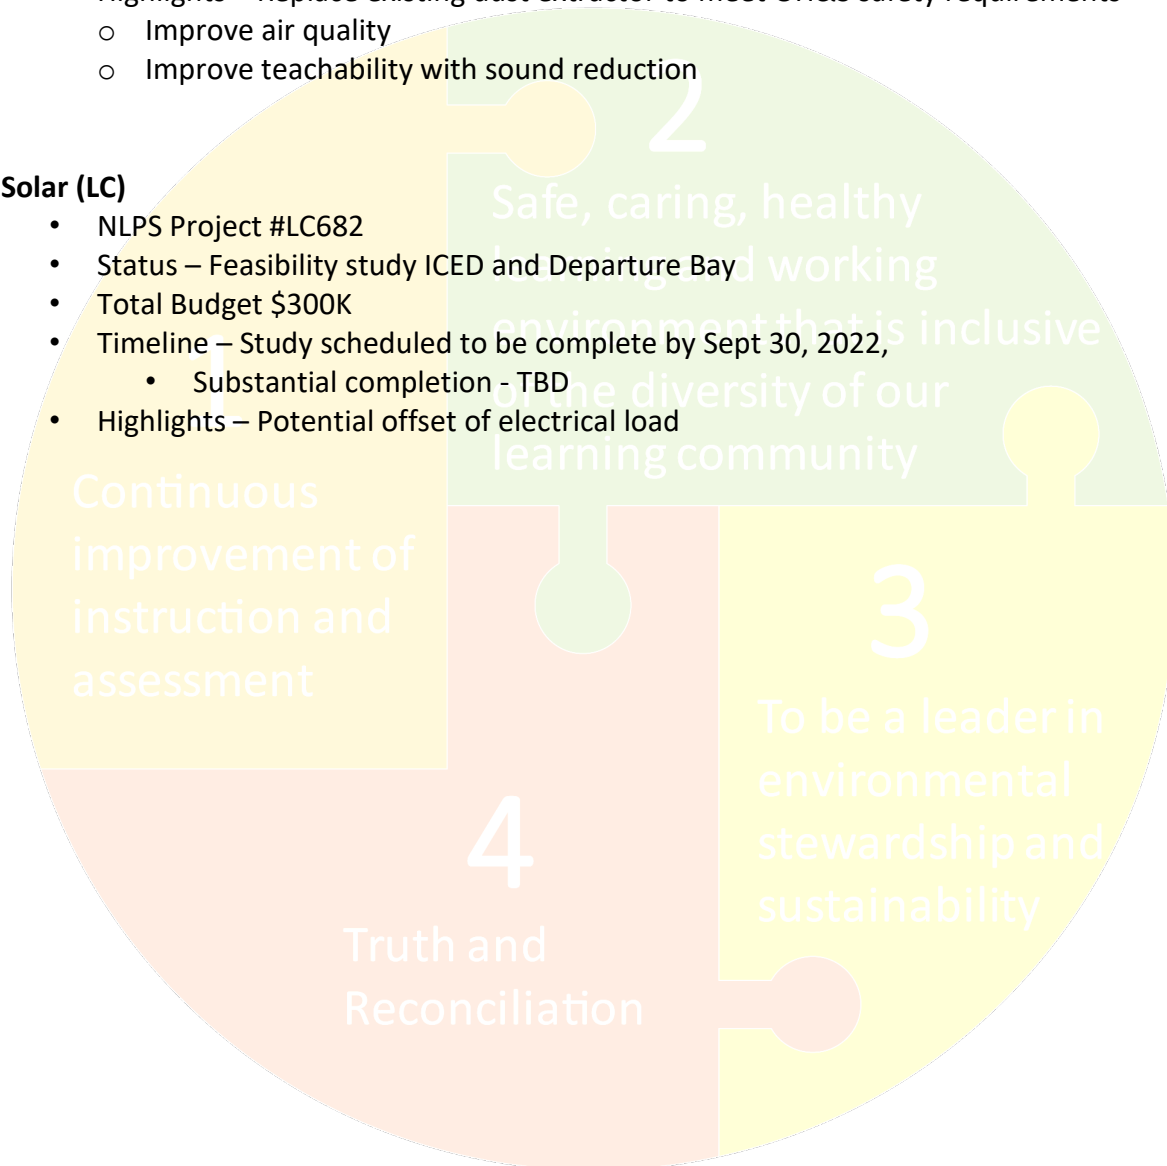 Highlights – Replace existing dust extractor to meet OH&S safety requirements
o Improve air quality
o Improve teachability with sound reduction
Solar (LC)
• NLPS Project #LC682
• Status – Feasibility study ICED and Departure Bay
• Total Budget $300K
• Timeline – Study scheduled to be complete by Sept 30, 2022,
• Substantial completion - TBD
• Highlights – Potential offset of electrical load
1
Continuous
improvement of
instruction and
assessment
2
Safe, caring, healthy
learning and working
environment that is inclusive
of the diversity of our
learning community
3
To be a leader in
environmental
stewardship and
sustainability
4
Truth and
Reconciliation